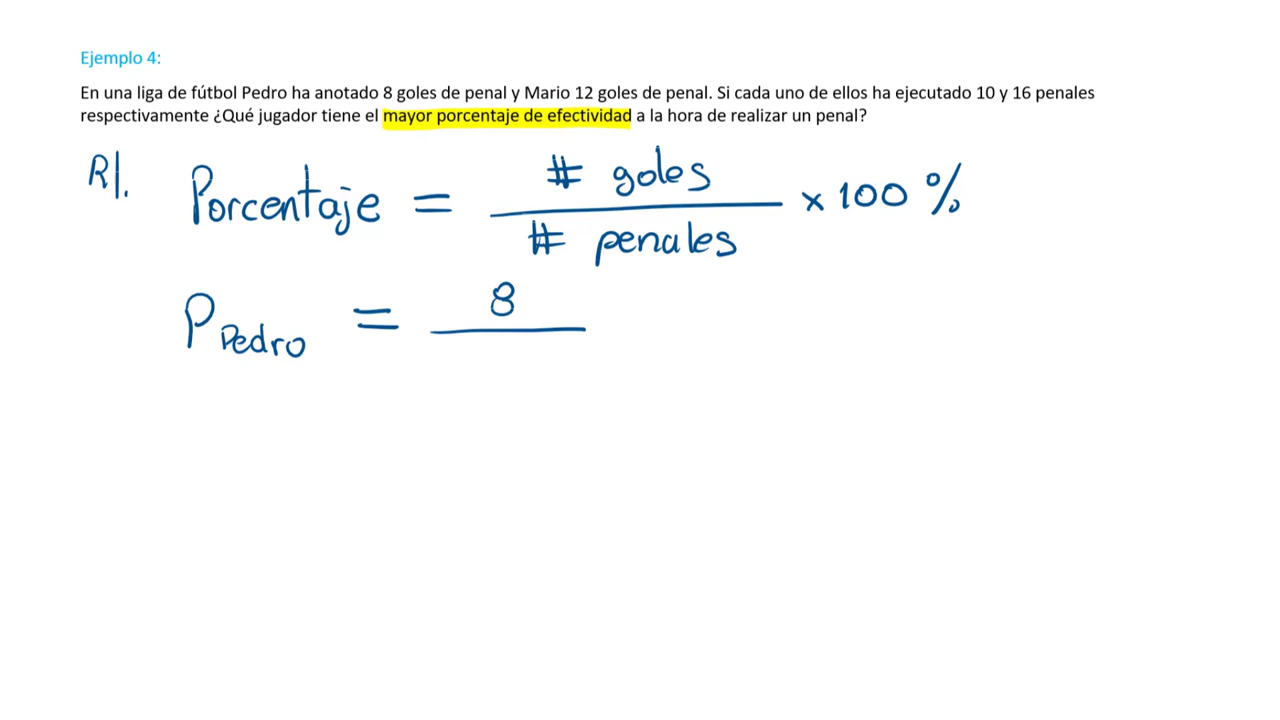 Ejemplo 4:
En una liga de fútbol Pedro ha anotado 8 goles de penal y Mario 12 goles de penal. Si cada uno de ellos ha ejecutado 10 y 16 penales
respectivamente ¿Qué jugador tiene el mayor porcentaje de efectividad a la hora de realizar un penal?
R|. Porcentaje = # goles / # penales × 100 %
P Pedro = 8